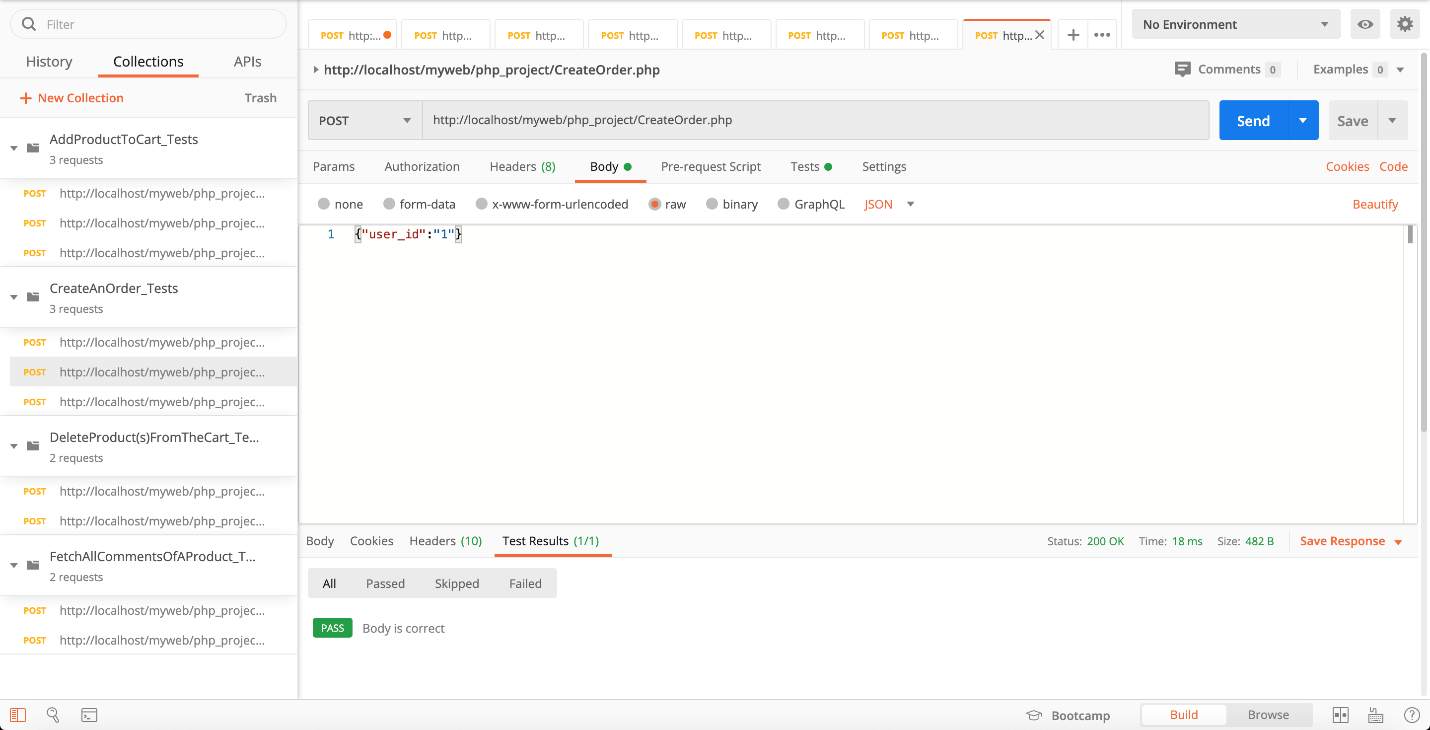 Filter
History Collections APIs
+ New Collection Trash
AddProductToCart_Tests
3 requests
POST http://localhost/myweb/php_projec...
POST http://localhost/myweb/php_projec...
POST http://localhost/myweb/php_projec...
CreateAnOrder_Tests
3 requests
POST http://localhost/myweb/php_projec...
POST http://localhost/myweb/php_projec...
POST http://localhost/myweb/php_projec...
DeleteProduct(s)FromTheCart_Te...
2 requests
POST http://localhost/myweb/php_projec...
POST http://localhost/myweb/php_projec...
FetchAllCommentsOfAProduct_T...
2 requests
POST http://localhost/myweb/php_projec...
POST http://localhost/myweb/php_projec...
POST http:... POST http... POST http... POST http... POST http... POST http... POST http... POST http... + •••
No Environment
http://localhost/myweb/php_project/CreateOrder.php
Comments 0 Examples 0
POST http://localhost/myweb/php_project/CreateOrder.php Send Save
Params Authorization Headers (8) Body Pre-request Script Tests Settings Cookies Code
none form-data x-www-form-urlencoded raw binary GraphQL JSON Beautify
1 {"user_id":"1"}
Body Cookies Headers (10) Test Results (1/1) Status: 200 OK Time: 18 ms Size: 482 B Save Response
All Passed Skipped Failed
PASS Body is correct
Bootcamp Build Browse ?